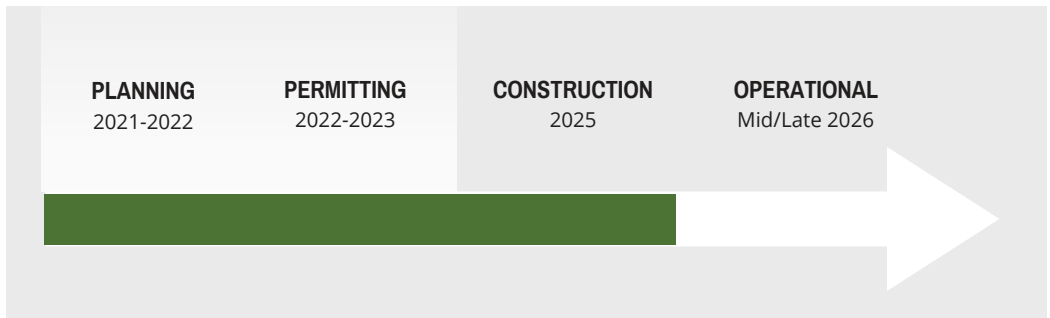 PLANNING
2021-2022
PERMITTING
2022-2023
CONSTRUCTION
2025
OPERATIONAL
Mid/Late 2026